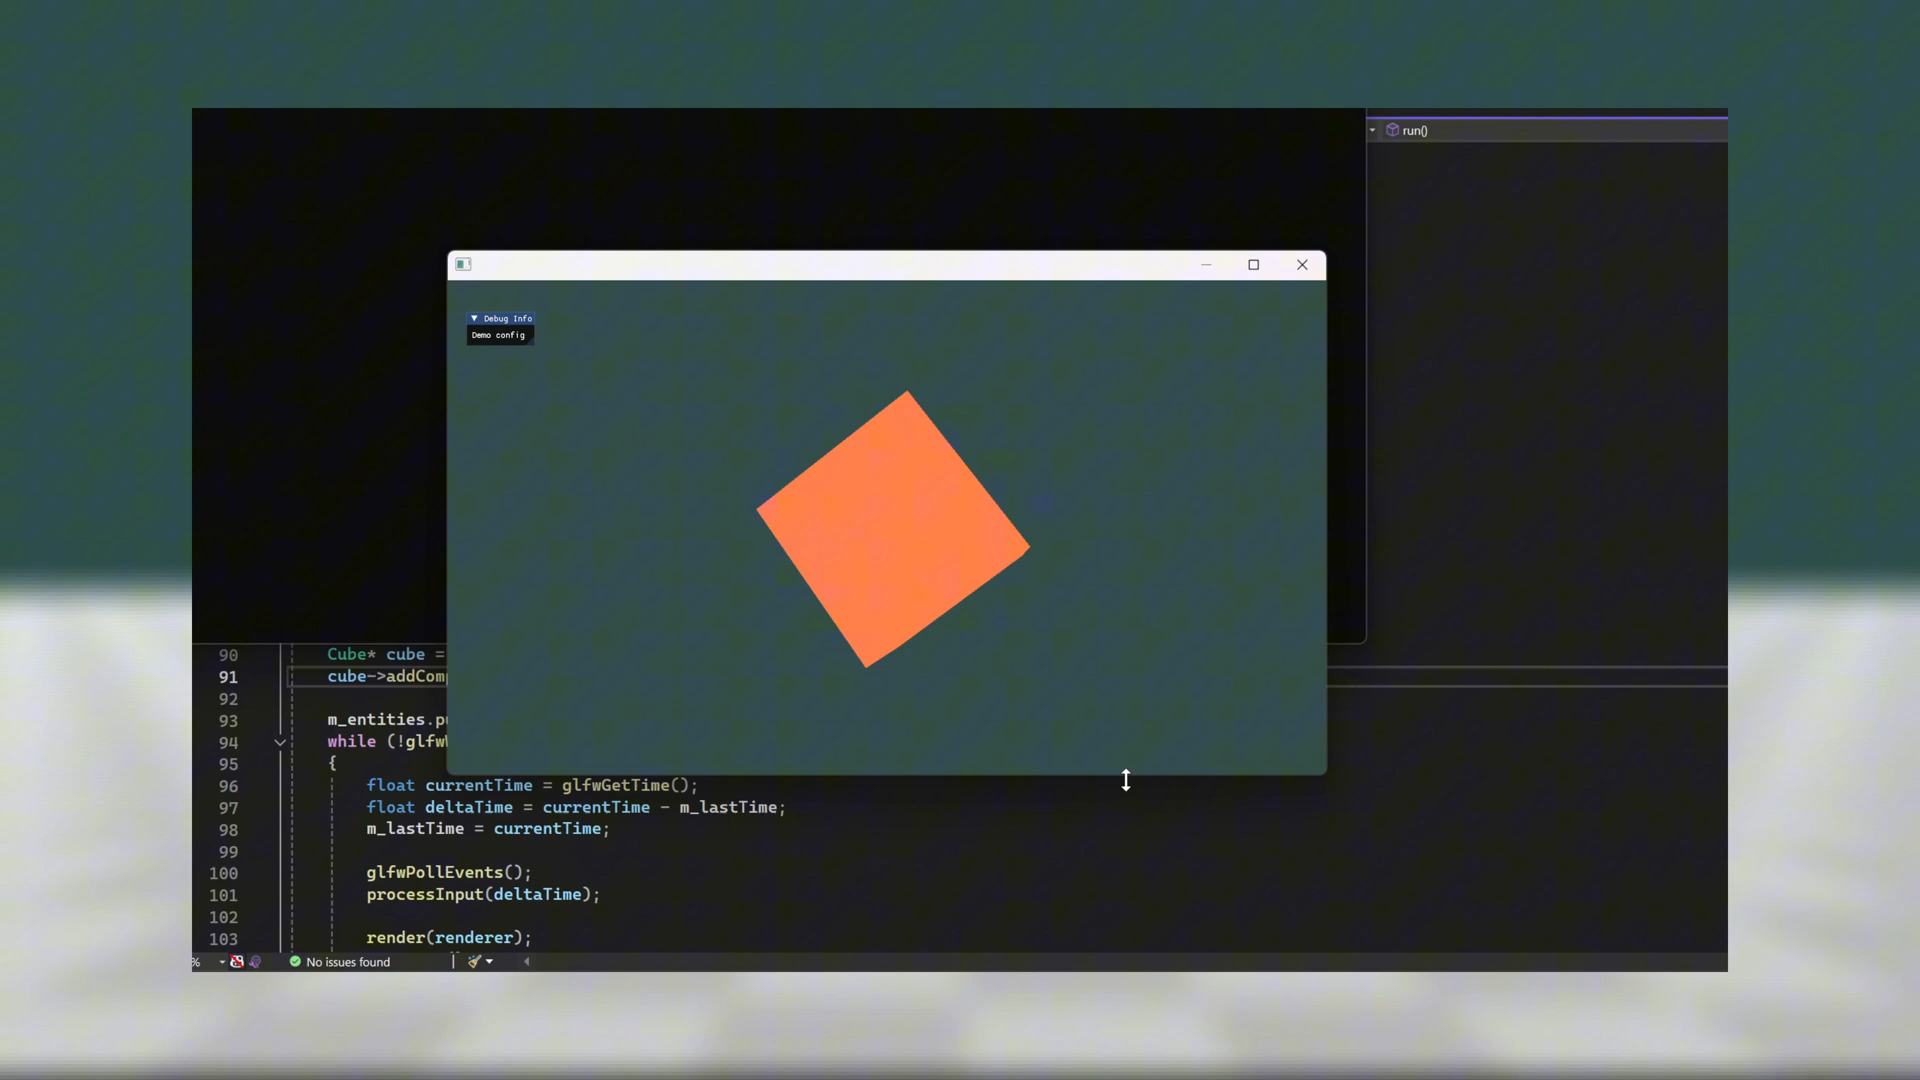 run()
Debug Info
Demo config
90 Cube* cube =
91 cube->addCom
92
93 m_entities.p
94 while (!glfw
95 {
96 float currentTime = glfwGetTime();
97 float deltaTime = currentTime - m_lastTime;
98 m_lastTime = currentTime;
99
100 glfwPollEvents();
101 processInput(deltaTime);
102
103 render(renderer);
% No issues found